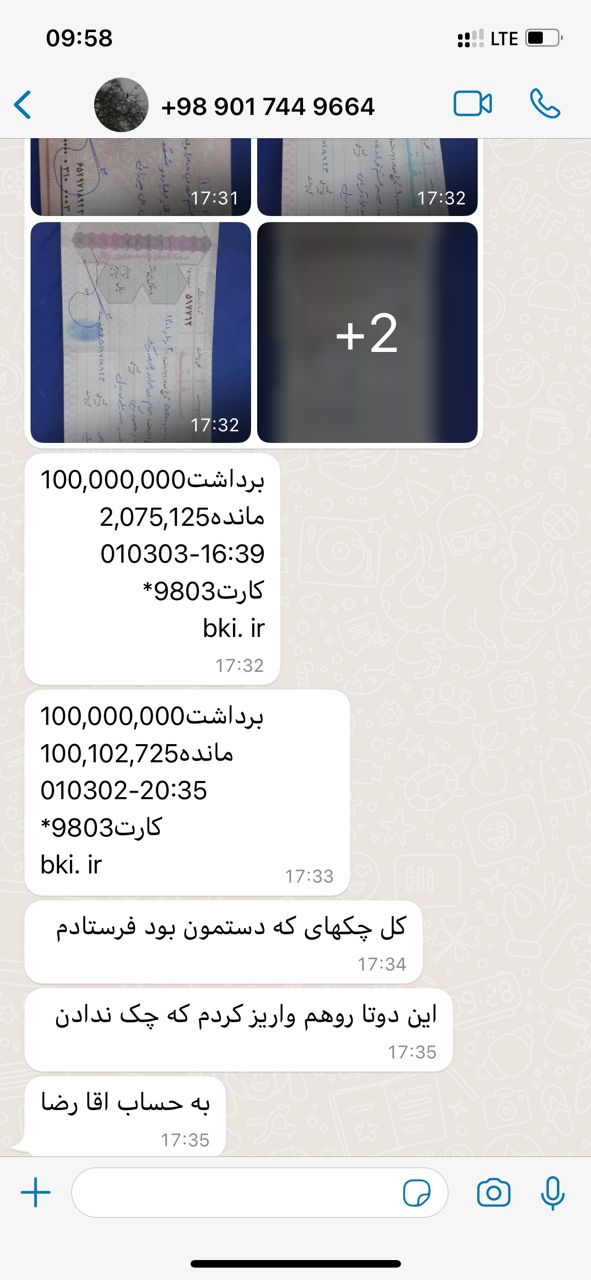 09:58
LTE
+98 901 744 9664
17:31
17:32
17:32
+2
برداشت100,000,000
مانده2,075,125
010303-16:39
کارت9803*
bki. ir
17:32
برداشت100,000,000
مانده100,102,725
010302-20:35
کارت9803*
bki. ir
17:33
کل چکهای که دستمون بود فرستادم
17:34
این دوتا روهم واریز کردم که چک ندادن
17:35
به حساب اقا رضا
17:35